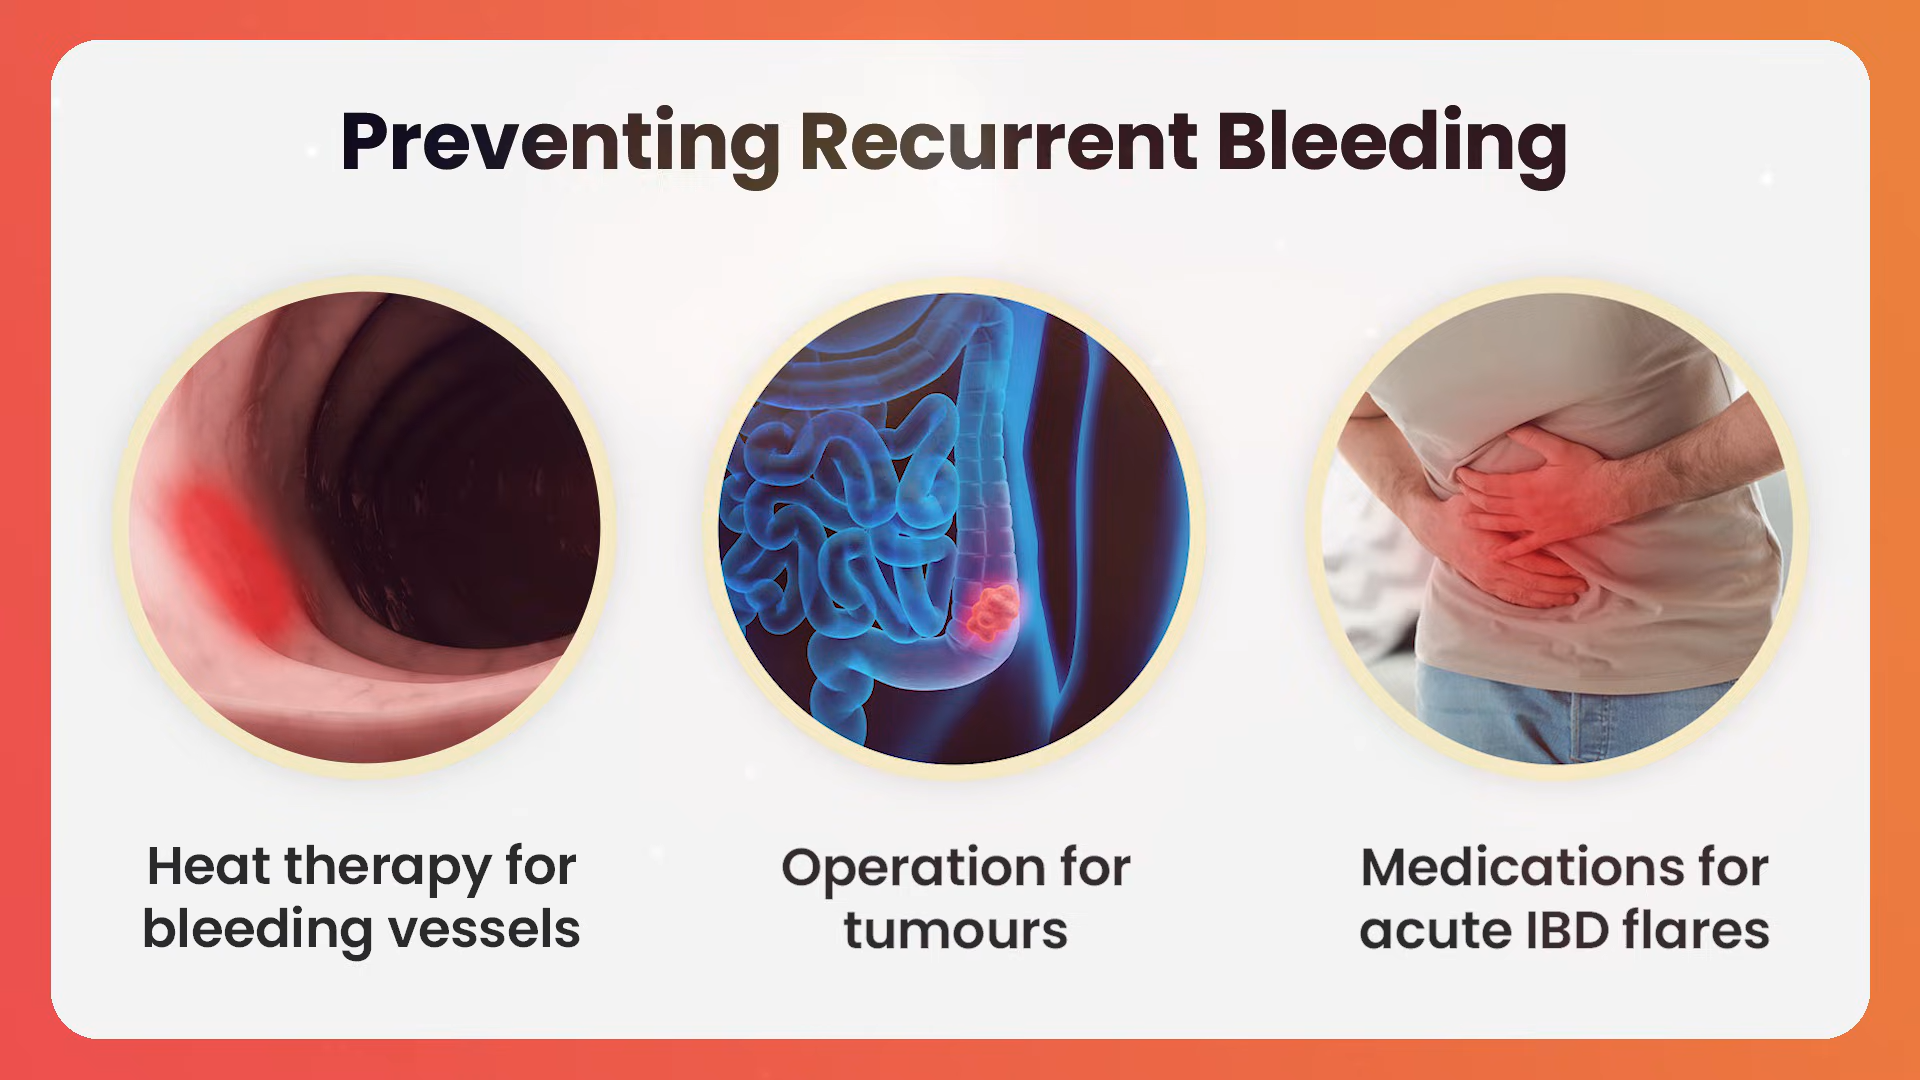 Preventing Recurrent Bleeding
Heat therapy for
bleeding vessels
Operation for
tumours
Medications for
acute IBD flares